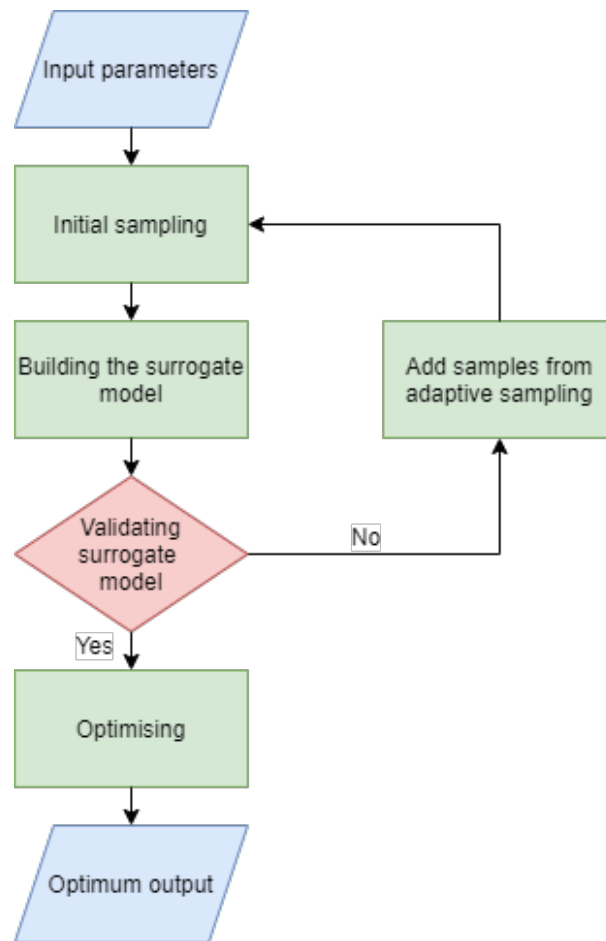 Input parameters
Initial sampling
Building the surrogate
model
Add samples from
adaptive sampling
Validating
surrogate
model
No
Yes
Optimising
Optimum output